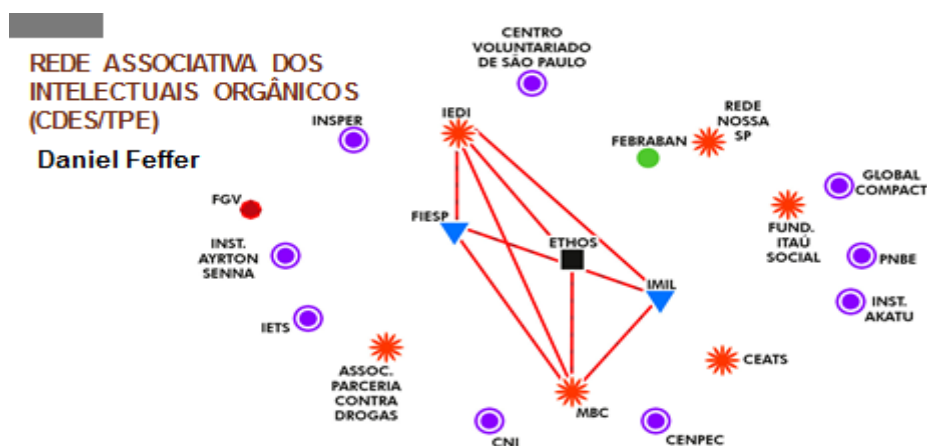 REDE ASSOCIATIVA DOS
INTELECTUAIS ORGÂNICOS
(CDES/TPE)
Daniel Feffer
CENTRO
VOLUNTARIADO
DE SÃO PAULO
IEDI
INSPER
REDE
NOSSA
SP
FEBRABAN
GLOBAL
COMPACT
FGV
FIESP
FUND.
ITAÚ
SOCIAL
ETHOS
INST.
AYRTON
SENNA
PNBE
IMIL
INST.
AKATU
IETS
CEATS
ASSOC.
PARCERIA
CONTRA
DROGAS
MBC
CNI
CENPEC